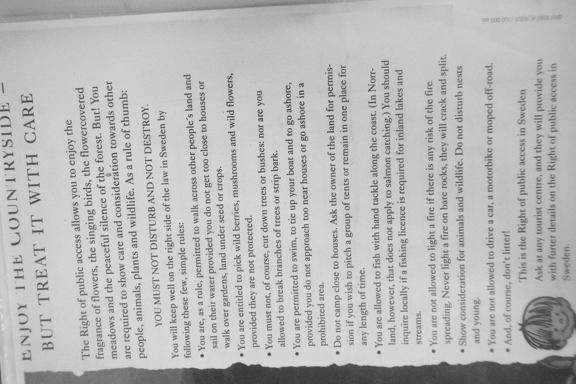 ENJOY THE COUNTRYSIDE –
BUT TREAT IT WITH CARE
The Right of public access allows you to enjoy the
fragrance of flowers, the singing birds, the flowercovered
meadows and the peaceful silence of the forest. But! You
are required to show care and consideration towards other
people, animals, plants and wildlife. As a rule of thumb:
YOU MUST NOT DISTURB AND NOT DESTROY.
You will keep well on the right side of the law in Sweden by
following these few, simple rules:
• You are, as a rule, permitted to walk across other people's land and
sail on their water provided you do not get too close to houses or
walk over gardens, land under seed or crops.
• You are entitled to pick wild berries, mushrooms and wild flowers,
provided they are not protected.
• You must not, of course, cut down trees or bushes: nor are you
allowed to break branches of trees or strip bark.
• You are permitted to swim, to tie up your boat and to go ashore,
provided you do not approach too near houses or go ashore in a
prohibited area.
• Do not camp close to houses. Ask the owner of the land for permis-
sion if you wish to pitch a group of tents or remain in one place for
any length of time.
• You are allowed to fish with hand tackle along the coast. (In Norr-
land, however, that does not apply to salmon catching.) You should
inquire locally if a fishing licence is required for inland lakes and
streams.
• You are not allowed to light a fire if there is any risk of the fire
spreading. Never light a fire on bare rocks, they will crack and split.
Show consideration for animals and wildlife. Do not disturb nests
and young.
• You are not allowed to drive a car, a motorbike or moped off-road.
• And, of course, don't litter!
This is the Right of public access in Sweden
Ask at any tourist centre, and they will provide you
with futter details on the Right of public access in
Sweden.